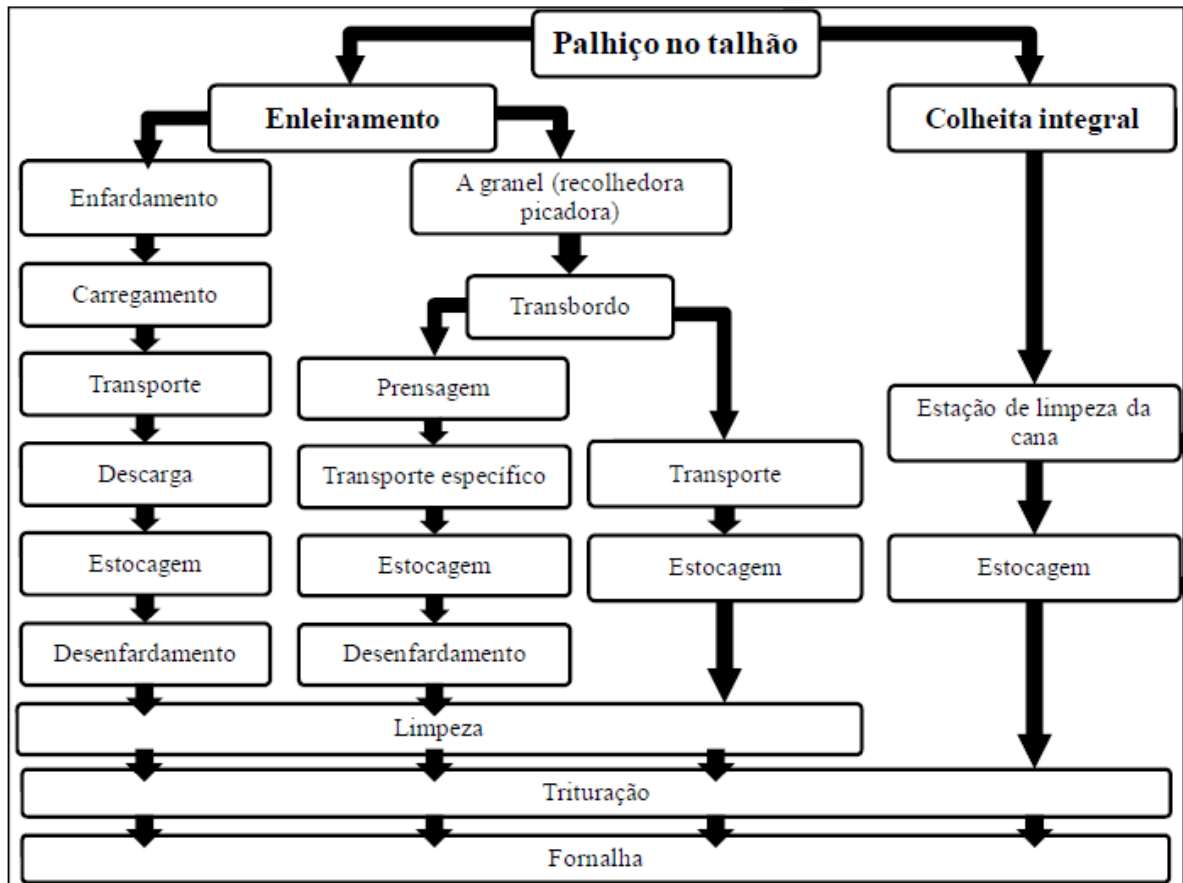 Palhiço no talhão
Enleiramento
Colheita integral
Enfardamento
A granel (recolhedora
picadora)
Carregamento
Transbordo
Transporte
Prensagem
Estação de limpeza da
cana
Descarga
Transporte específico
Transporte
Estocagem
Estocagem
Estocagem
Estocagem
Desenfardamento
Desenfardamento
Limpeza
Trituração
Fornalha